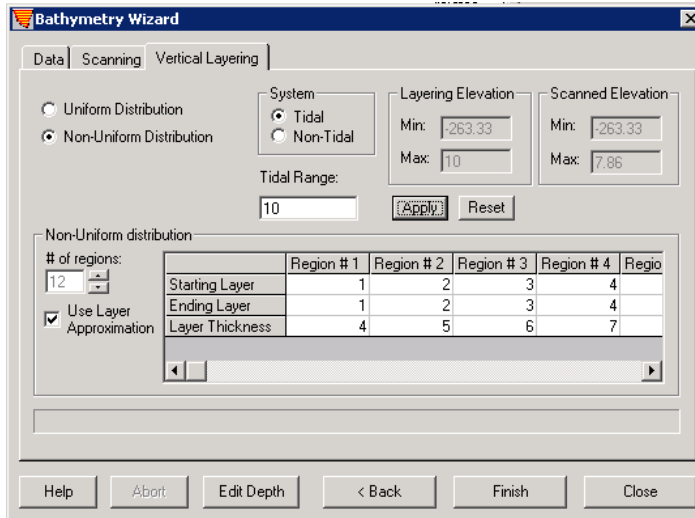 Bathymetry Wizard
Data Scanning Vertical Layering
Uniform Distribution
Non-Uniform Distribution
System
Tidal
Non-Tidal
Tidal Range:
10
Layering Elevation
Min: -263.33
Max: 10
Scanned Elevation
Min: -263.33
Max: 7.86
Apply Reset
Non-Uniform distribution
# of regions:
12
Use Layer
Approximation
Region # 1 Region # 2 Region # 3 Region # 4 Regio
Starting Layer 1 2 3 4
Ending Layer 1 2 3 4
Layer Thickness 4 5 6 7
Help Abort Edit Depth < Back Finish Close